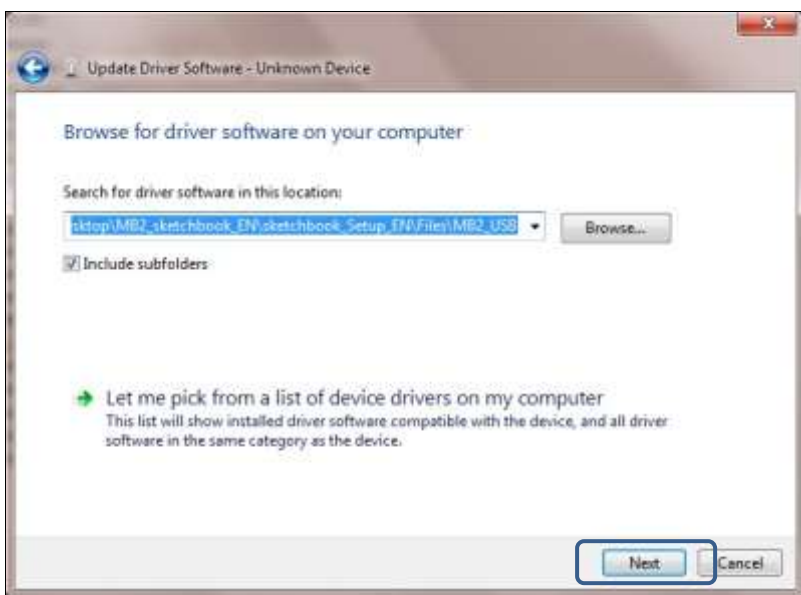 Update Driver Software - Unknown Device
Browse for driver software on your computer
Search for driver software in this location:
sktop\MB2_sketchbook_EN\sketchbook_Setup_EN\Files\MB2_USB
Browse...
Include subfolders
Let me pick from a list of device drivers on my computer
This list will show installed driver software compatible with the device, and all driver
software in the same category as the device.
Next
Cancel